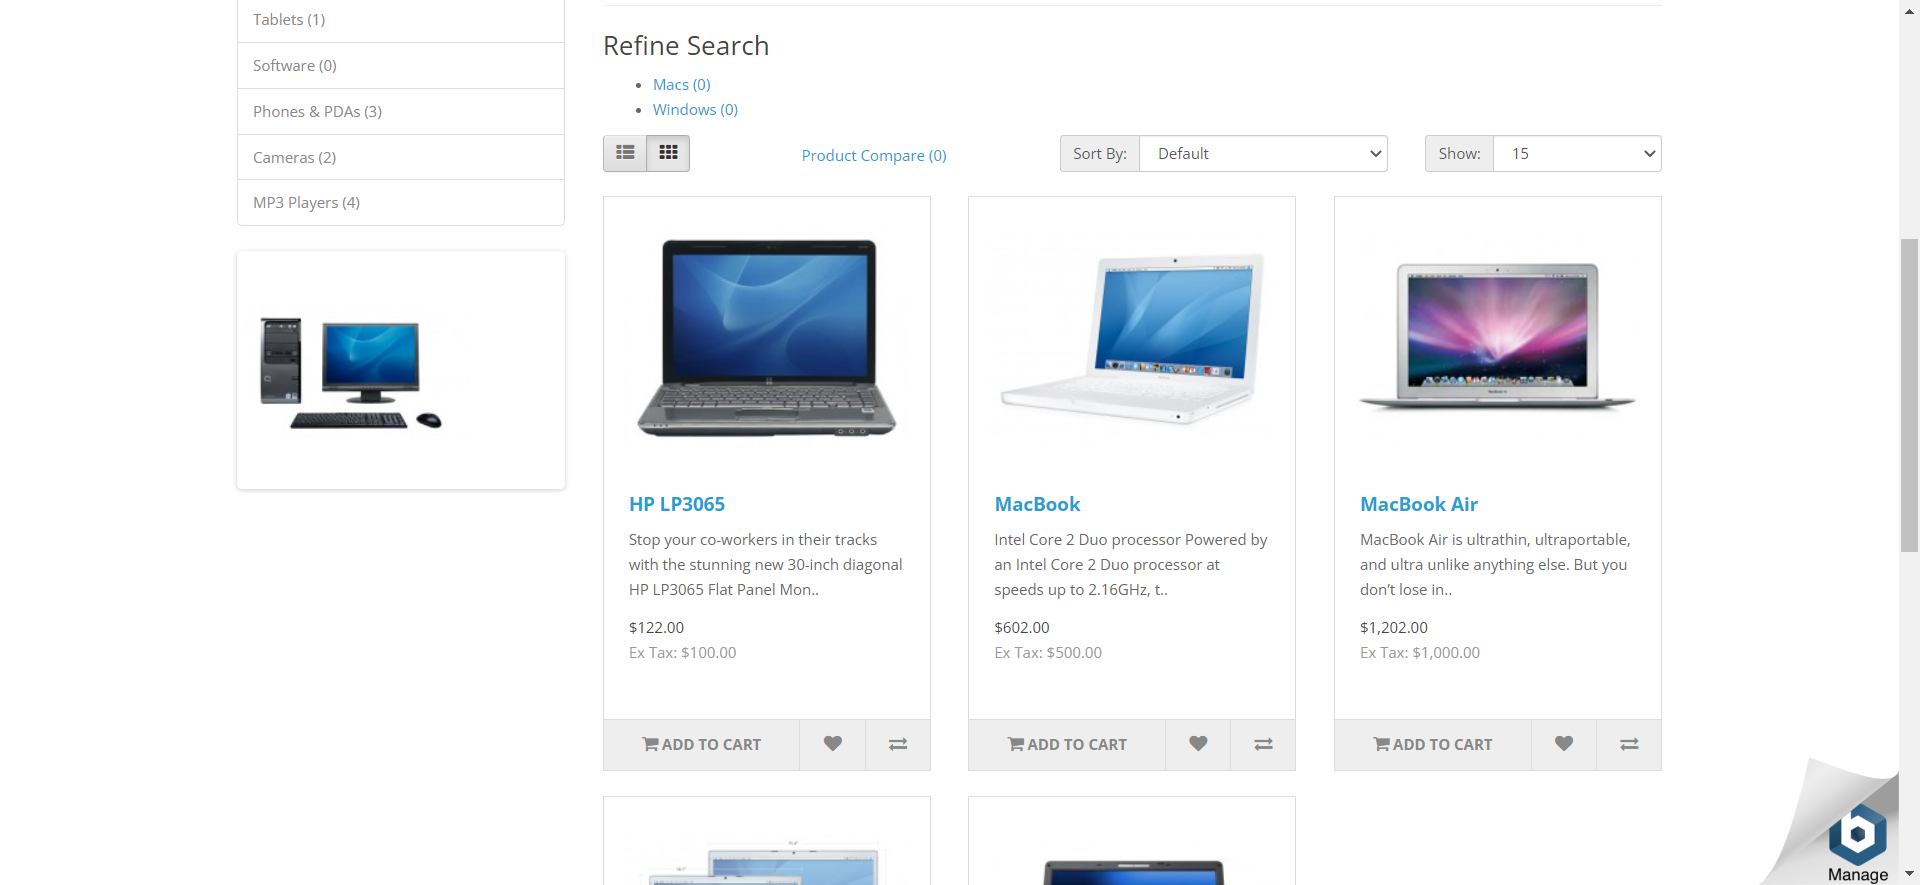 Tablets (1)
Software (0)
Phones & PDAs (3)
Cameras (2)
MP3 Players (4)
Refine Search
Macs (0)
Windows (0)
Product Compare (0)
Sort By:
Default
Show:
15
HP LP3065
Stop your co-workers in their tracks
with the stunning new 30-inch diagonal
HP LP3065 Flat Panel Mon..
$122.00
Ex Tax: $100.00
ADD TO CART
MacBook
Intel Core 2 Duo processor Powered by
an Intel Core 2 Duo processor at
speeds up to 2.16GHz, t..
$602.00
Ex Tax: $500.00
ADD TO CART
MacBook Air
MacBook Air is ultrathin, ultraportable,
and ultra unlike anything else. But you
don’t lose in..
$1,202.00
Ex Tax: $1,000.00
ADD TO CART
Manage